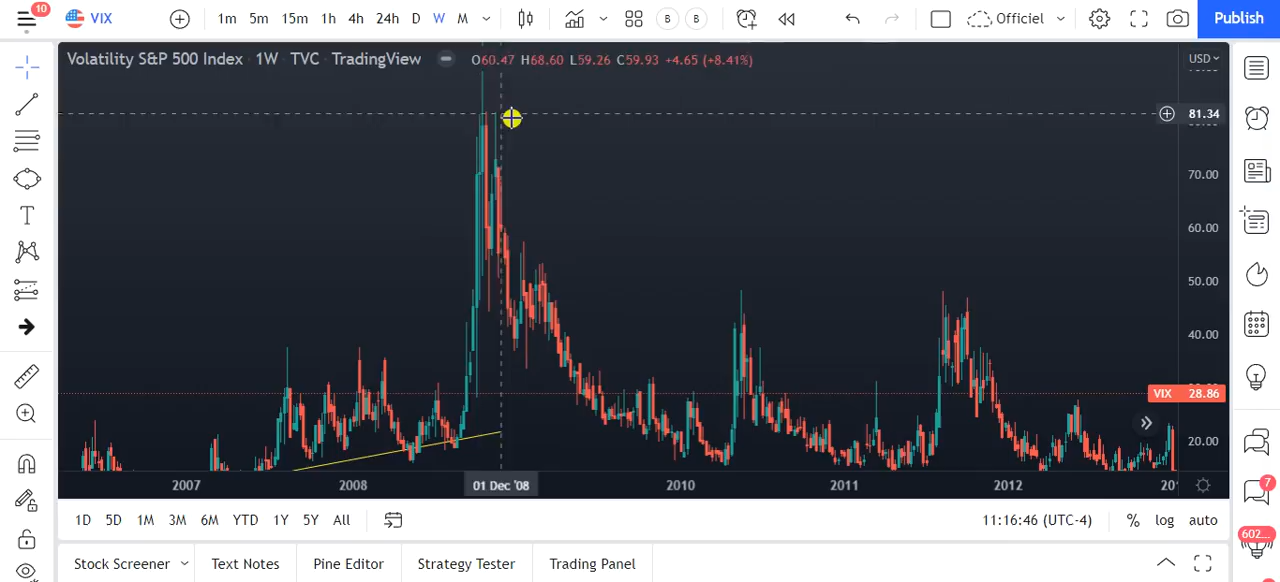 10
VIX
1m 5m 15m 1h 4h 24h D W M
B B
Officiel
Publish
Volatility S&P 500 Index · 1W · TVC · TradingView
O60.47 H68.60 L59.26 C59.93 +4.65 (+8.41%)
USD
81.34
70.00
60.00
50.00
40.00
VIX 28.86
20.00
2007 2008 01 Dec '08 2010 2011 2012
1D 5D 1M 3M 6M YTD 1Y 5Y All
11:16:46 (UTC-4) % log auto
7
602...
Stock Screener Text Notes Pine Editor Strategy Tester Trading Panel